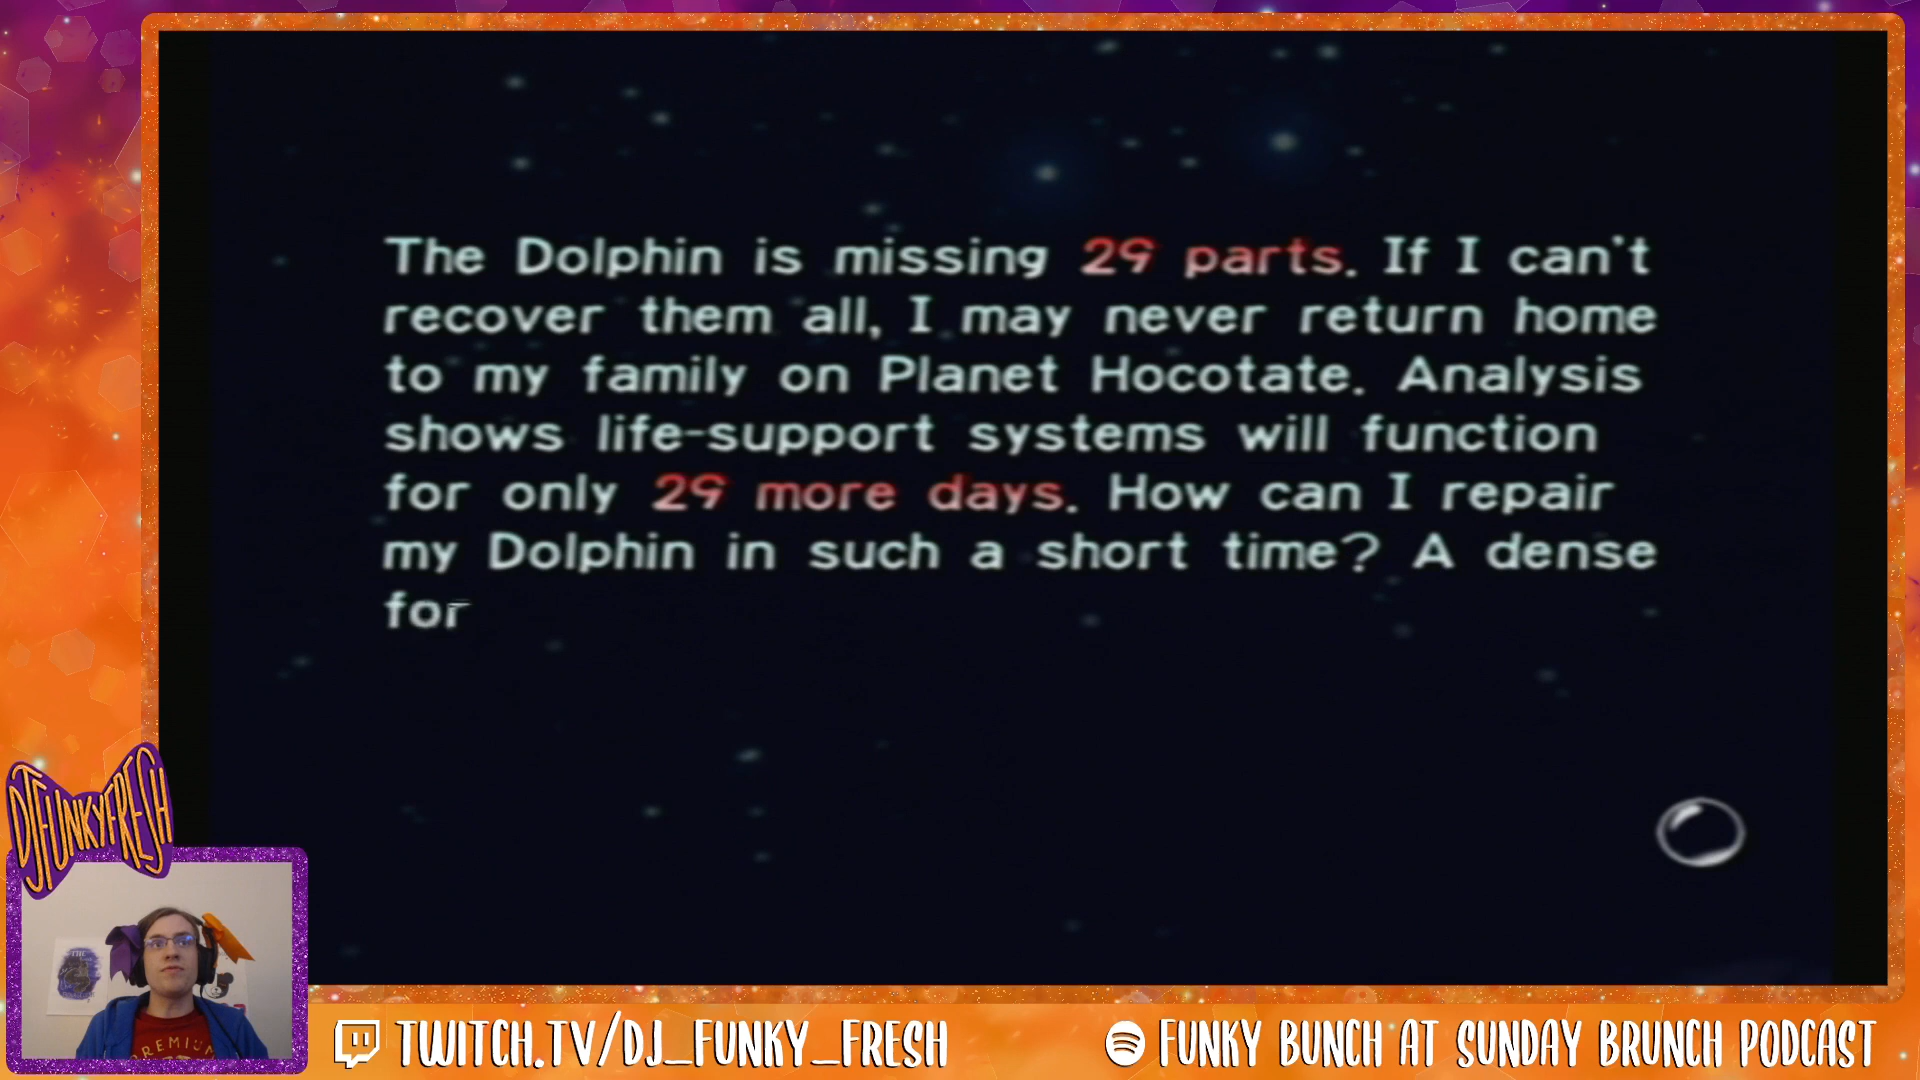 The Dolphin is missing 29 parts. If I can't
recover them all, I may never return home
to my family on Planet Hocotate. Analysis
shows life-support systems will function
for only 29 more days. How can I repair
my Dolphin in such a short time? A dense
for
DJFUNKYFRESH
THE
PREMIUM
TWITCH.TV/DJ_FUNKY_FRESH
FUNKY BUNCH AT SUNDAY BRUNCH PODCAST